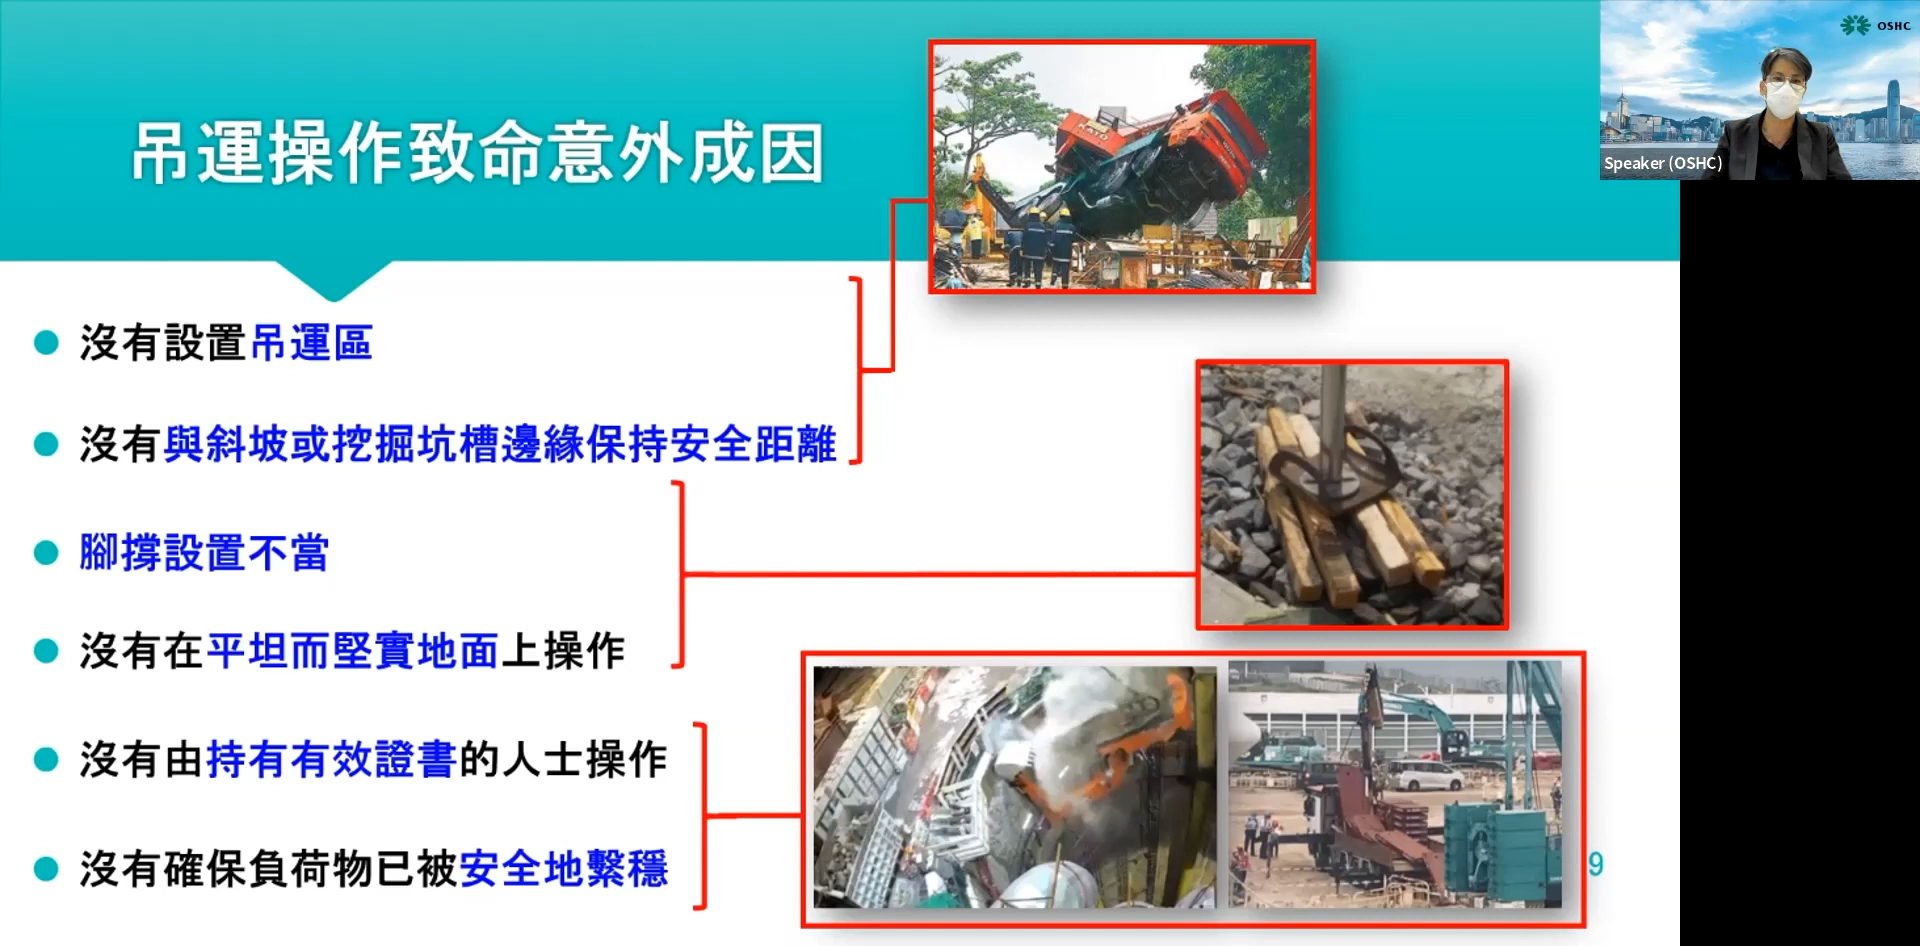 吊運操作致命意外成因
KATO
OSHC
Speaker (OSHC)
沒有設置吊運區
沒有與斜坡或挖掘坑槽邊緣保持安全距離
腳撐設置不當
沒有在平坦而堅實地面上操作
沒有由持有有效證書的人士操作
沒有確保負荷物已被安全地繫穩
9